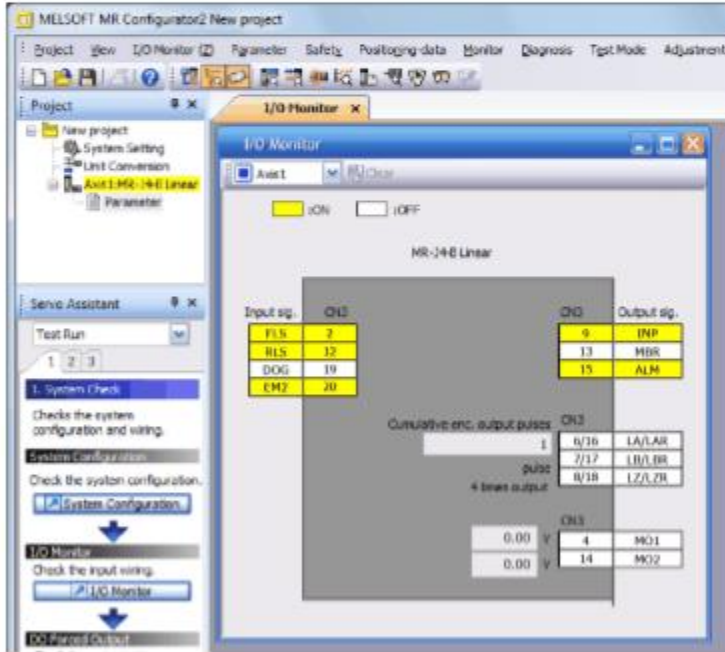 MELSOFT MR Configurator2 New project
Project View I/O Monitor (Z) Parameter Safety Positioning-data Monitor Diagnosis Test Mode Adjustment
Project
I/O Monitor
New project
System Setting
Unit Conversion
Axis1:MR-J4-B Linear
Parameter
I/O Monitor
Axis1
Clear
:ON
:OFF
MR-J4-B Linear
Servo Assistant
Test Run
1 2 3
1. System Check
Checks the system
configuration and wiring.
System Configuration
Check the system configuration.
System Configuration
I/O Monitor
Check the input wiring.
I/O Monitor
DO Forced Output
Input sig. CN3
FLS 2
RLS 12
DOG 19
EM2 20
CN3 Output sig.
9 INP
13 MBR
15 ALM
Cumulative enc. output pulses
1
pulse
4 times output
CN3
6/16 LA/LAR
7/17 LB/LBR
8/18 LZ/LZR
CN3
0.00 V 4 MO1
0.00 V 14 MO2